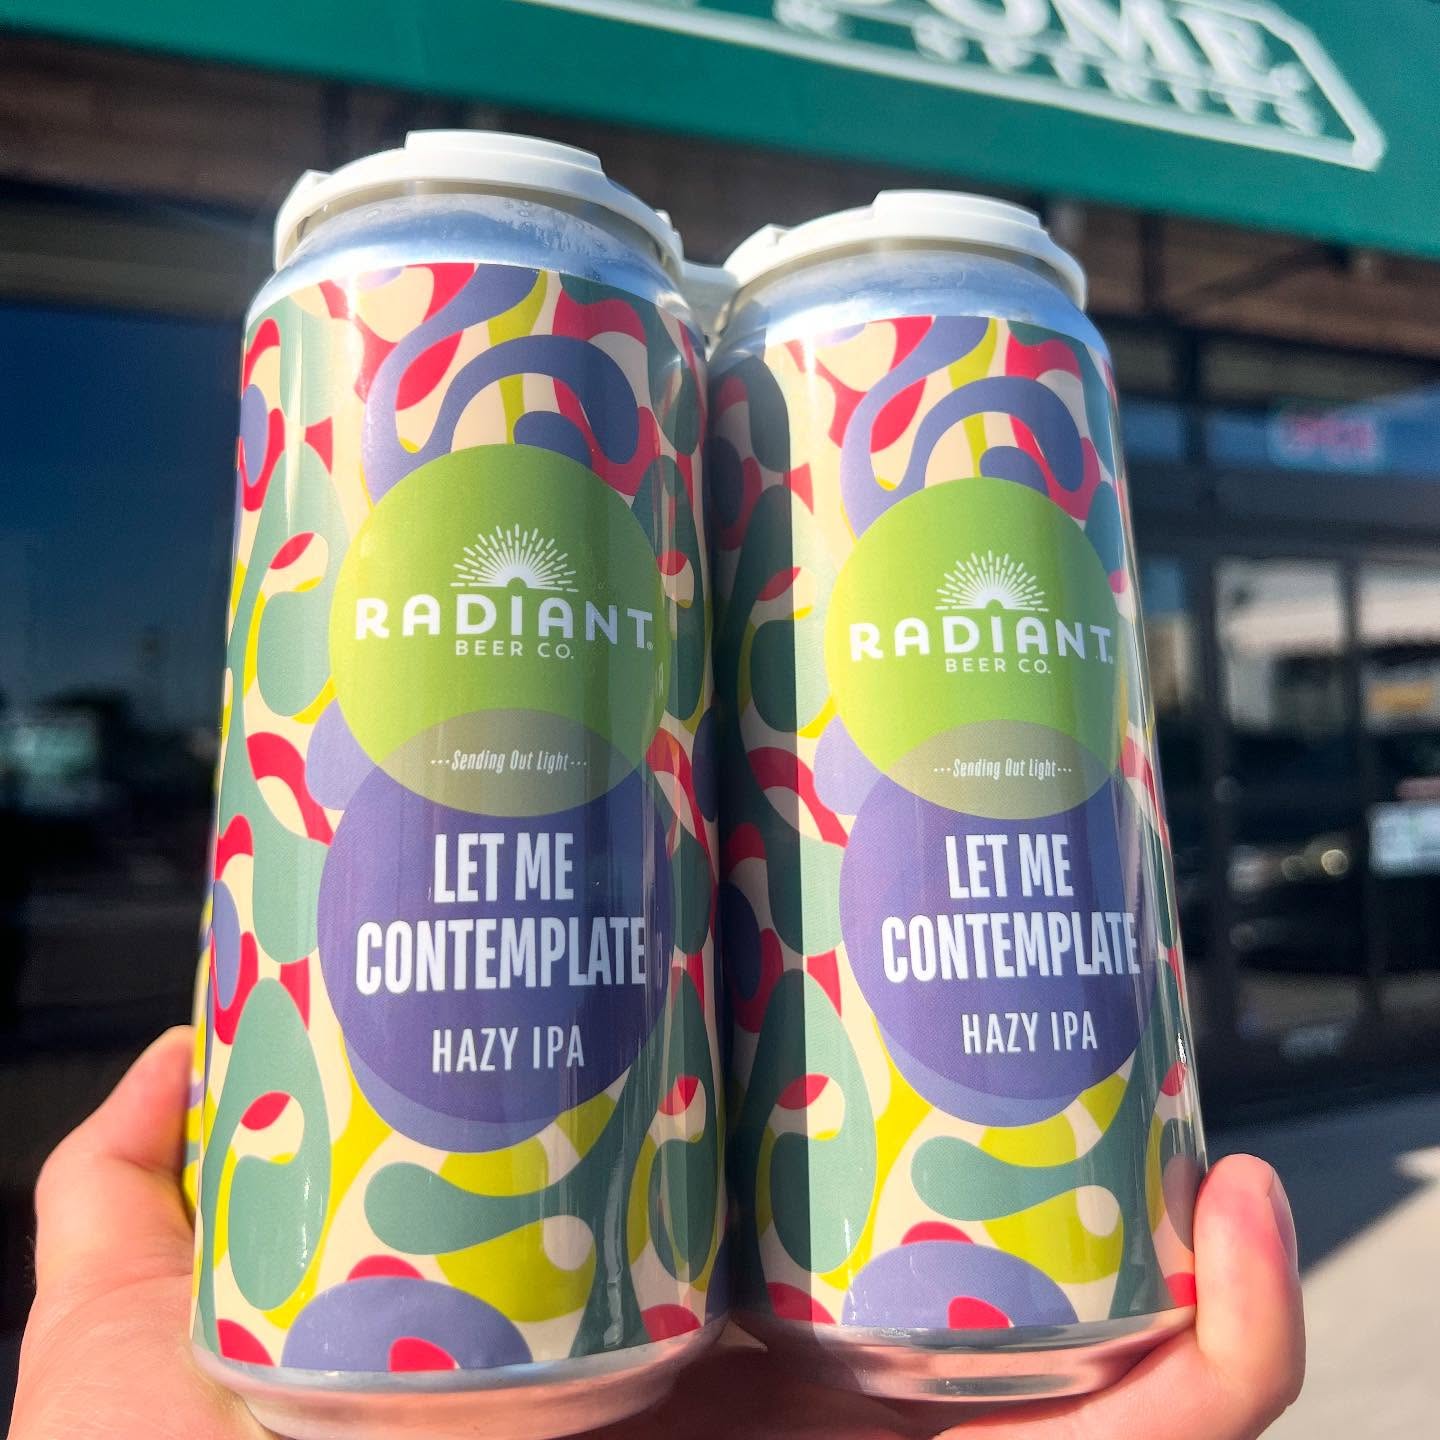 & SPIRITS
RADIANT
BEER CO.
···Sending Out Light···
LET ME
CONTEMPLATE
HAZY IPA
RADIANT
BEER CO.
···Sending Out Light···
LET ME
CONTEMPLATE
HAZY IPA